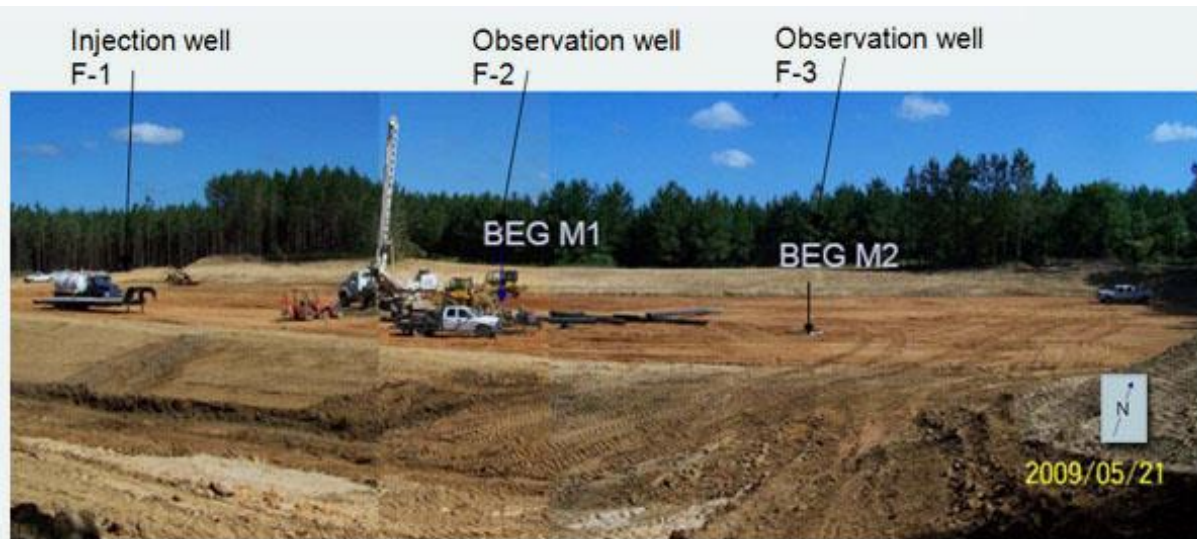 Injection well
F-1
Observation well
F-2
Observation well
F-3
BEG M1
BEG M2
N
2009/05/21